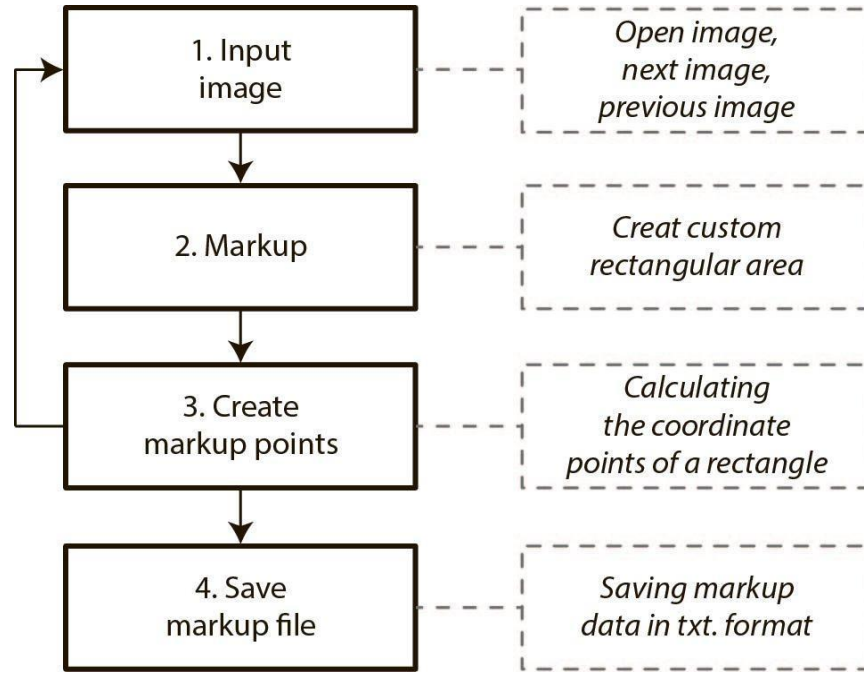 1. Input
image
Open image,
next image,
previous image
2. Markup
Creat custom
rectangular area
3. Create
markup points
Calculating
the coordinate
points of a rectangle
4. Save
markup file
Saving markup
data in txt. format